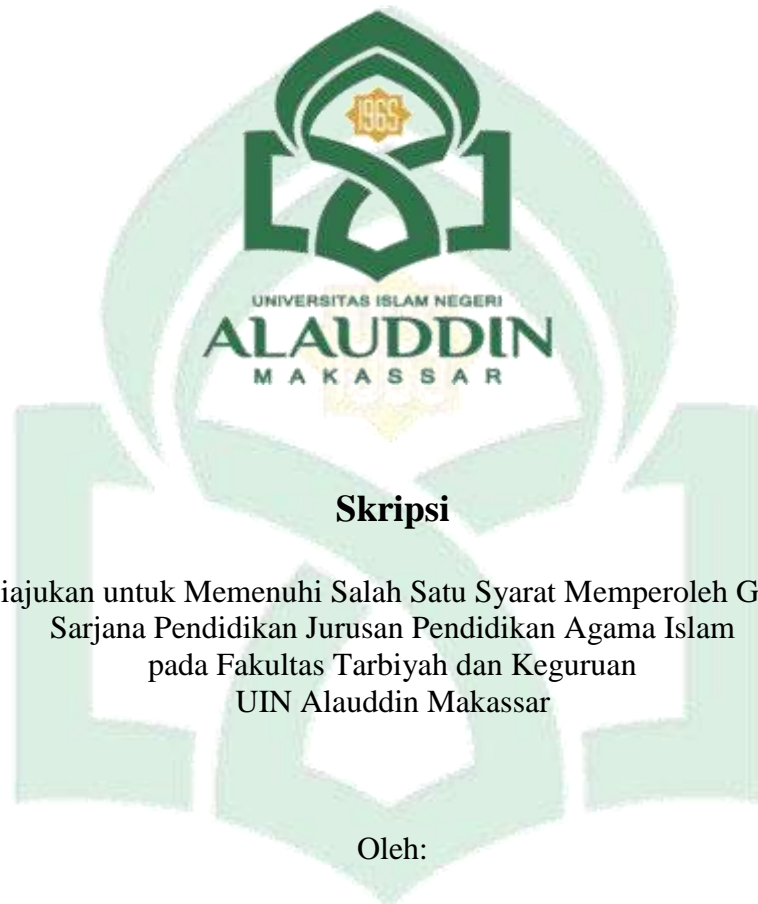 1965
UNIVERSITAS ISLAM NEGERI
ALAUDDIN
MAKASSAR
Skripsi
iajukan untuk Memenuhi Salah Satu Syarat Memperoleh G
Sarjana Pendidikan Jurusan Pendidikan Agama Islam
pada Fakultas Tarbiyah dan Keguruan
UIN Alauddin Makassar
Oleh: